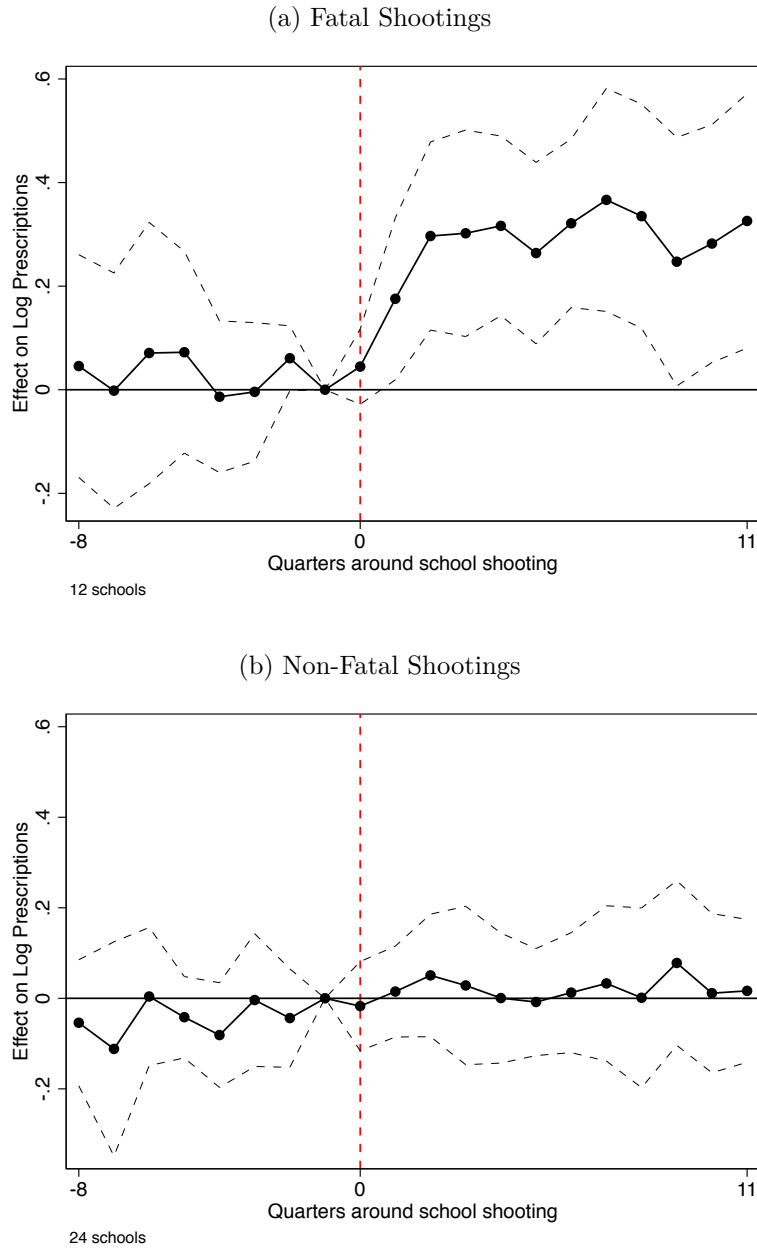 (a) Fatal Shootings
.6
.4
.2
0
-.2
Effect on Log Prescriptions
-8
0
11
Quarters around school shooting
12 schools
(b) Non-Fatal Shootings
.6
.4
.2
0
-.2
Effect on Log Prescriptions
-8
0
11
Quarters around school shooting
24 schools